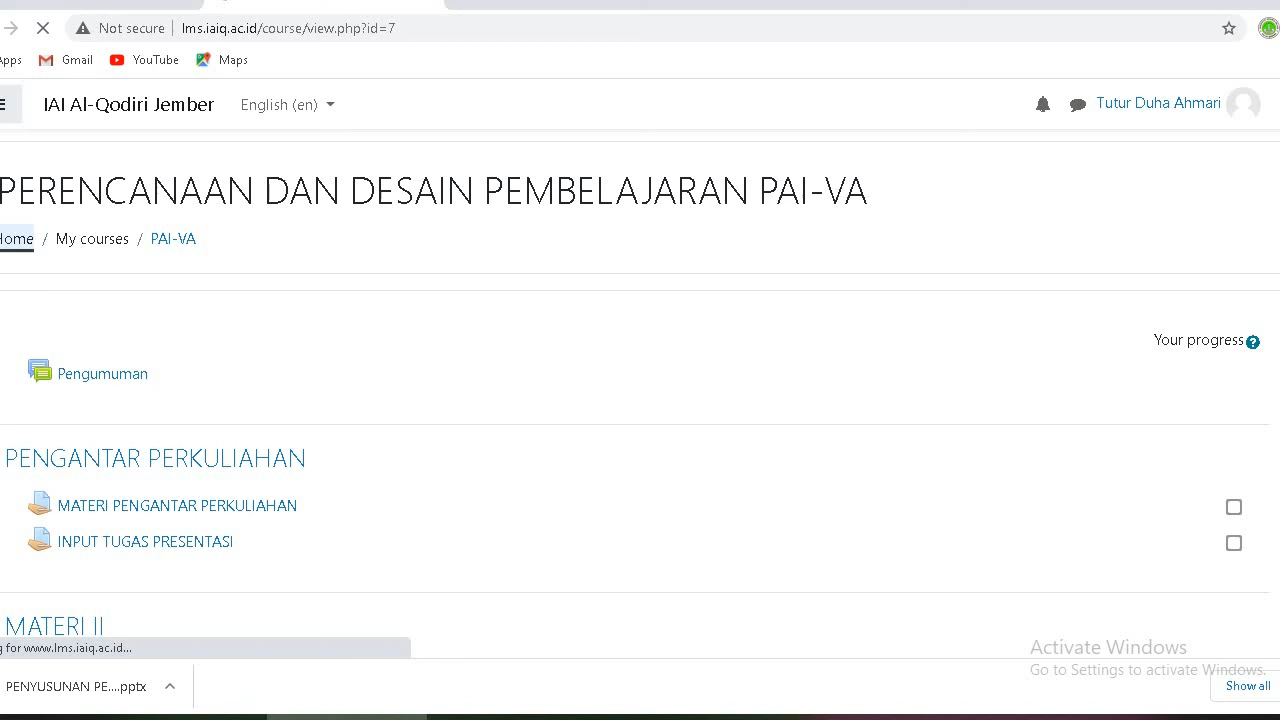 Not secure | lms.iaiq.ac.id/course/view.php?id=7
Apps Gmail YouTube Maps
IAI Al-Qodiri Jember English (en) Tutur Duha Ahmari
PERENCANAAN DAN DESAIN PEMBELAJARAN PAI-VA
Home / My courses / PAI-VA
Your progress
Pengumuman
PENGANTAR PERKULIAHAN
MATERI PENGANTAR PERKULIAHAN
INPUT TUGAS PRESENTASI
MATERI II
g for www.lms.iaiq.ac.id...
Activate Windows
Go to Settings to activate Windows.
PENYUSUNAN PE....pptx
Show all